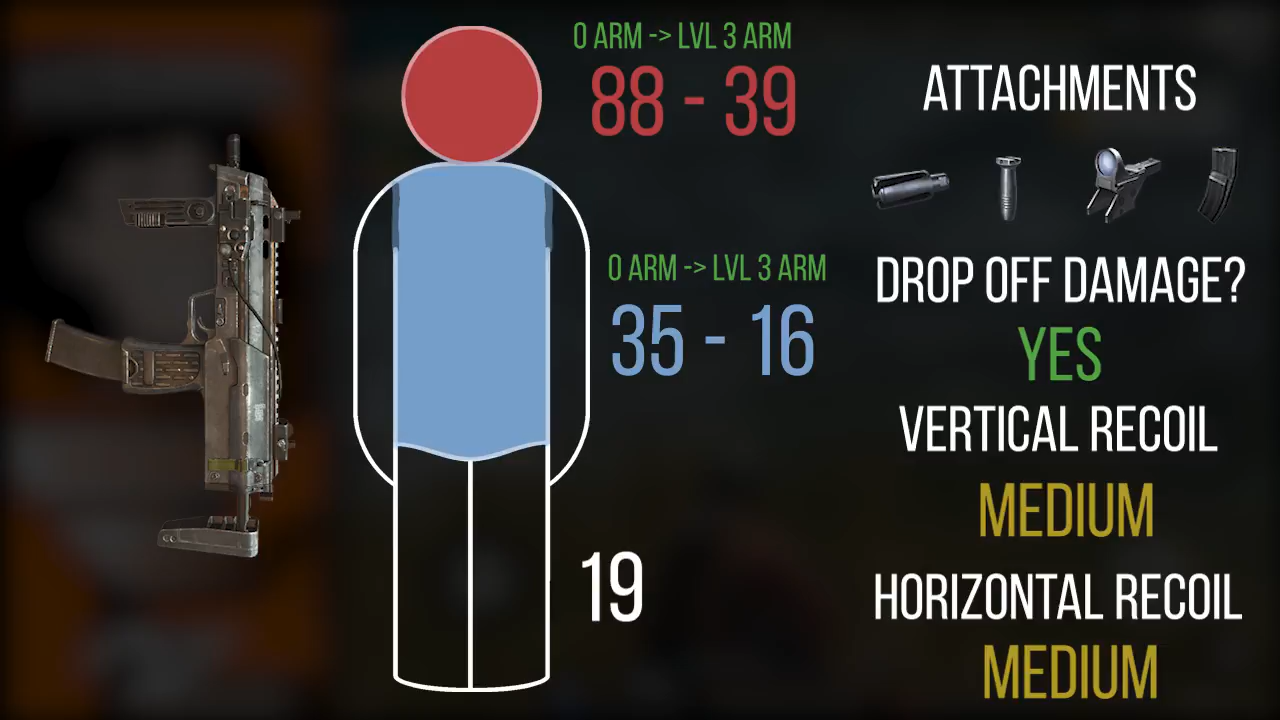 0 ARM -> LVL 3 ARM
88 - 39
0 ARM -> LVL 3 ARM
35 - 16
19
ATTACHMENTS
DROP OFF DAMAGE?
YES
VERTICAL RECOIL
MEDIUM
HORIZONTAL RECOIL
MEDIUM